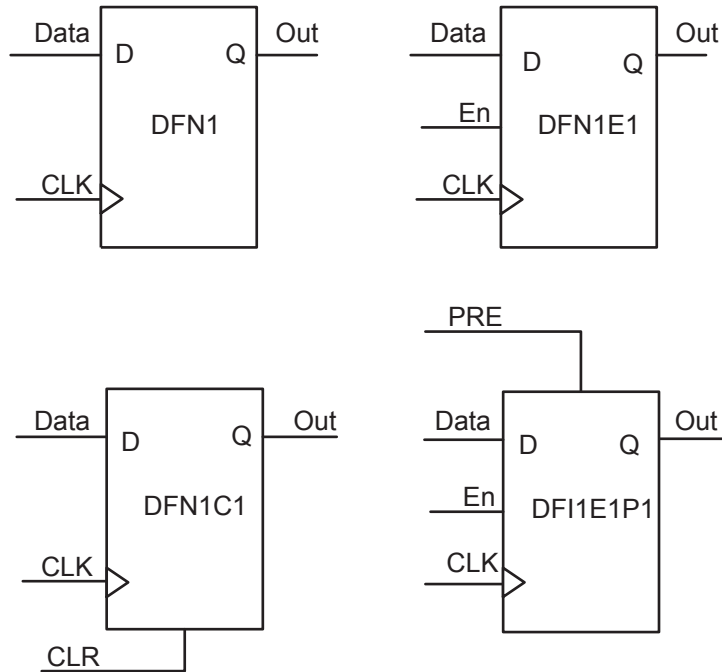 Data
D
Q
Out
DFN1
CLK
Data
D
Q
Out
En
DFN1E1
CLK
Data
D
Q
Out
DFN1C1
CLK
CLR
PRE
Data
D
Q
Out
En
DFI1E1P1
CLK